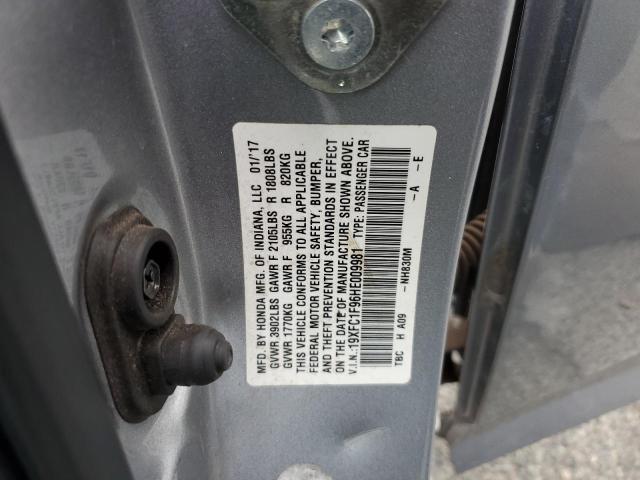 MFD. BY HONDA MFG. OF INDIANA, LLC 01/'17
GVWR 3902LBS GAWR F 2105LBS R 1808LBS
GVWR 1770KG GAWR F 955KG R 820KG
THIS VEHICLE CONFORMS TO ALL APPLICABLE
FEDERAL MOTOR VEHICLE SAFETY, BUMPER,
AND THEFT PREVENTION STANDARDS IN EFFECT
ON THE DATE OF MANUFACTURE SHOWN ABOVE.
V.I.N.:19XFC1F96HE009981 TYPE: PASSENGER CAR
TBC H A09 -NH830M -A -E